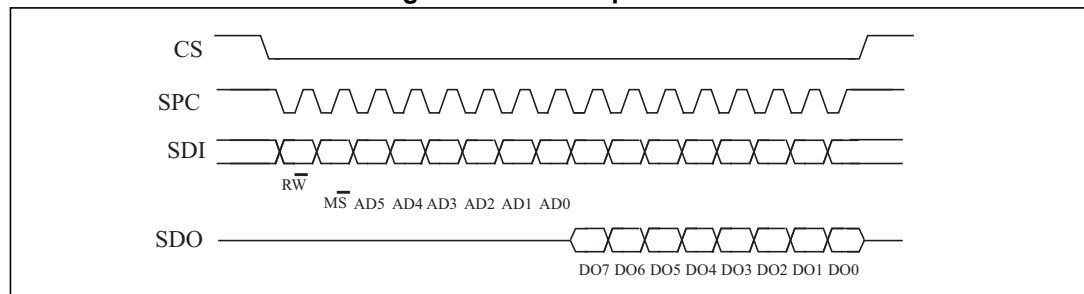 CS
SPC
SDI
RW
MS AD5 AD4 AD3 AD2 AD1 AD0
SDO
DO7 DO6 DO5 DO4 DO3 DO2 DO1 DO0